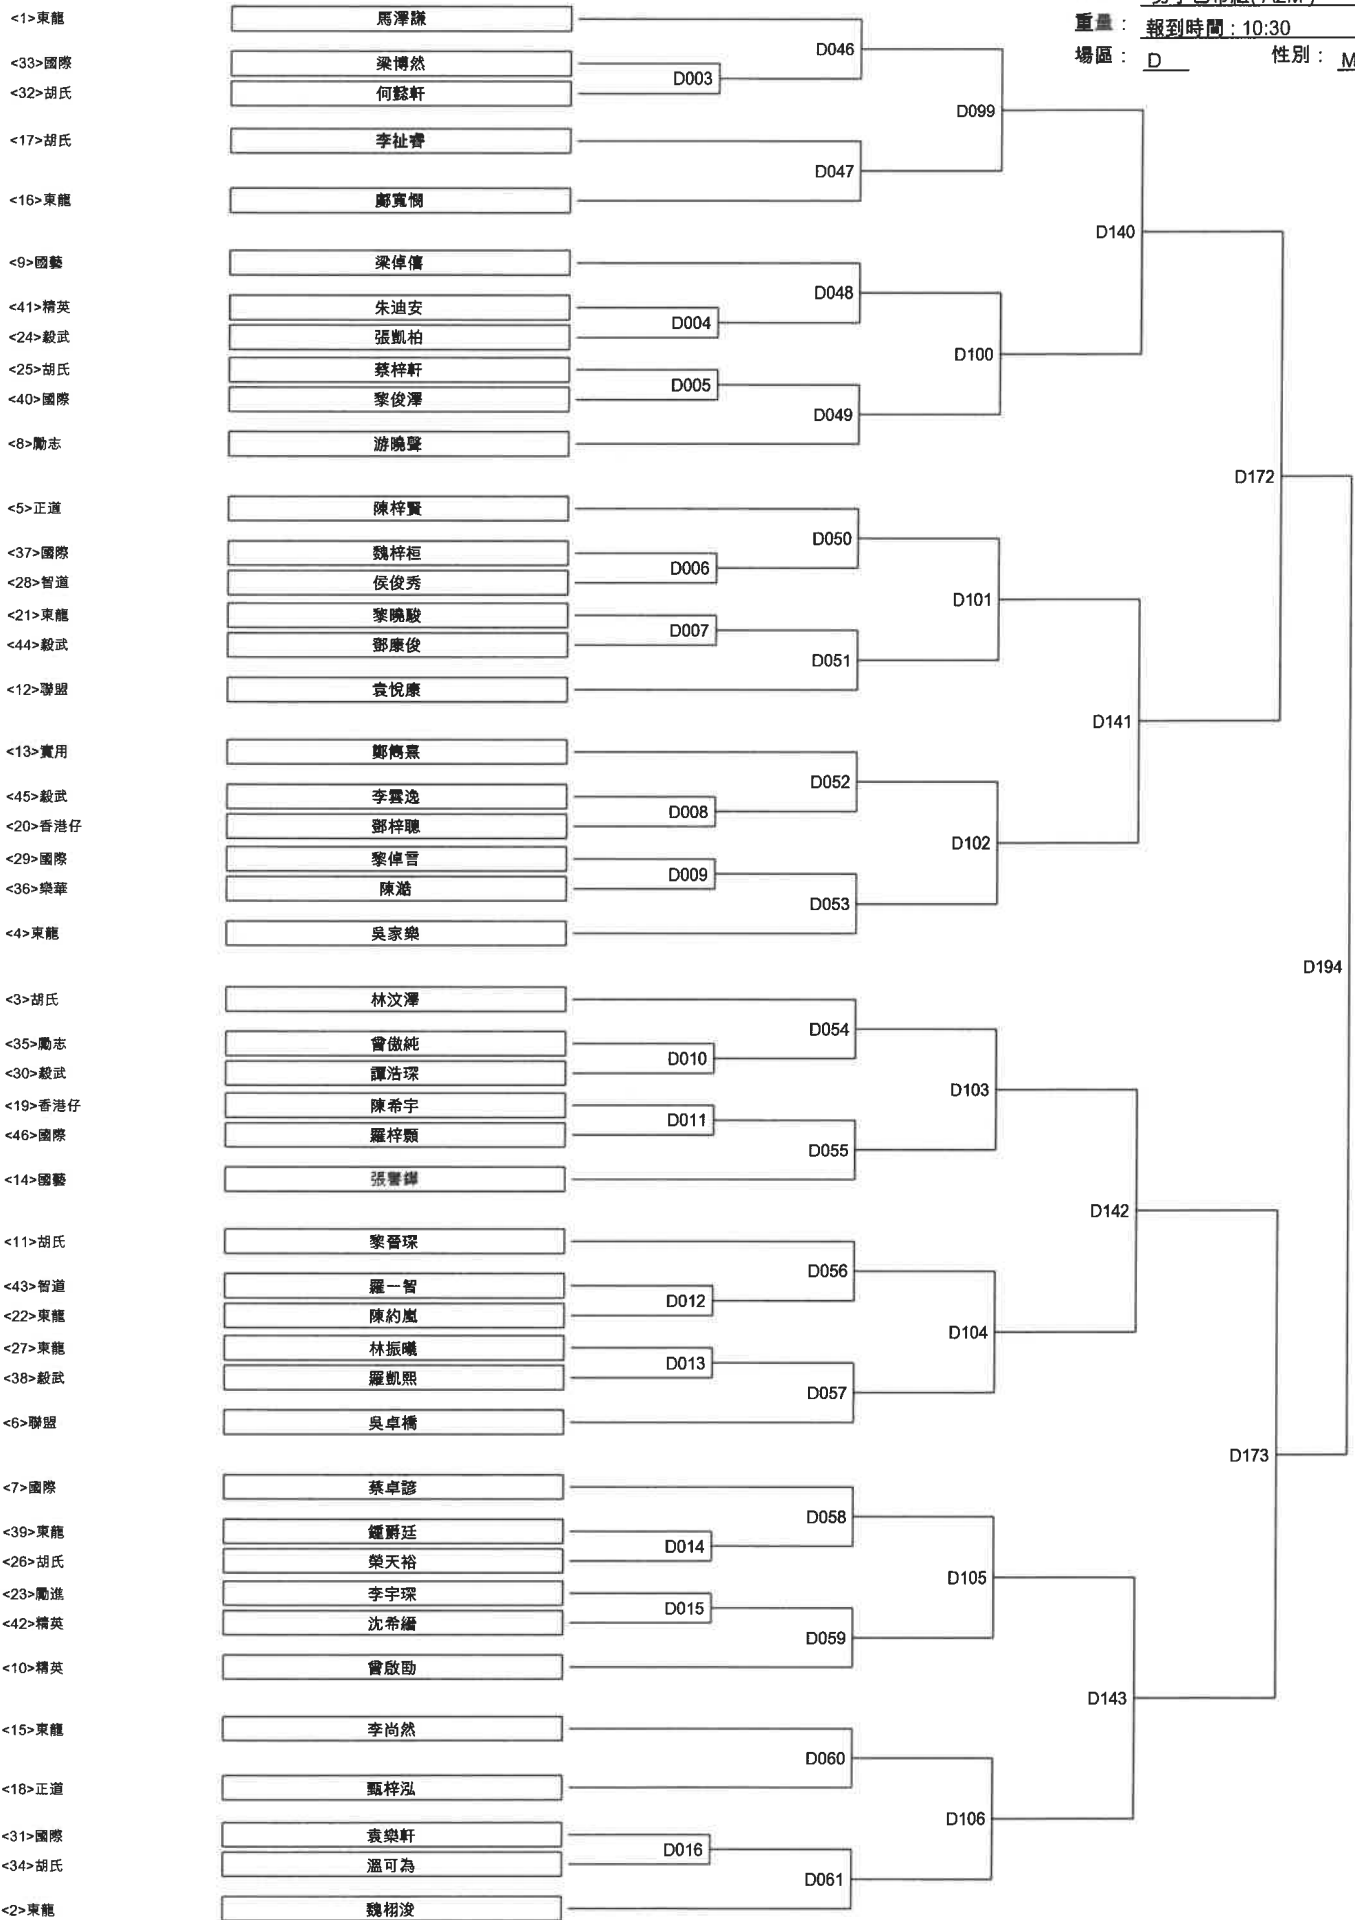 重量： 報到時間 : 10:30
場區： D 性別： M
<1>東龍 馬澤謙
D046
<33>國際 梁博然
D003
<32>胡氏 何懿軒
D099
<17>胡氏 李祉睿
D047
<16>東龍 鄺寬憫
D140
<9>國藝 梁倬僖
D048
<41>精英 朱迪安
D004
<24>毅武 張凱柏
D100
<25>胡氏 蔡梓軒
D005
<40>國際 黎俊澤
D049
<8>勵志 游曉聲
D172
<5>正道 陳梓賢
D050
<37>國際 魏梓桓
D006
<28>智道 侯俊秀
D101
<21>東龍 黎曉駿
D007
<44>毅武 鄧康俊
D051
<12>聯盟 袁悅康
D141
<13>實用 鄭雋熹
D052
<45>毅武 李雲逸
D008
<20>香港仔 鄧梓聰
D102
<29>國際 黎倬言
D009
<36>樂華 陳澔
D053
<4>東龍 吳家樂
D194
<3>胡氏 林汶澤
D054
<35>勵志 曾傲純
D010
<30>毅武 譚浩琛
D103
<19>香港仔 陳希宇
D011
<46>國際 羅梓顥
D055
<14>國藝 張譽鏵
D142
<11>胡氏 黎晉琛
D056
<43>智道 羅一智
D012
<22>東龍 陳約嵐
D104
<27>東龍 林振曦
D013
<38>毅武 羅凱熙
D057
<6>聯盟 吳卓橋
D173
<7>國際 蔡卓諺
D058
<39>東龍 鍾爵廷
D014
<26>胡氏 榮天裕
D105
<23>勵進 李宇琛
D015
<42>精英 沈希縉
D059
<10>精英 曾啟勁
D143
<15>東龍 李尚然
D060
<18>正道 甄梓泓
D106
<31>國際 袁樂軒
D016
<34>胡氏 溫可為
D061
<2>東龍 魏栩浚